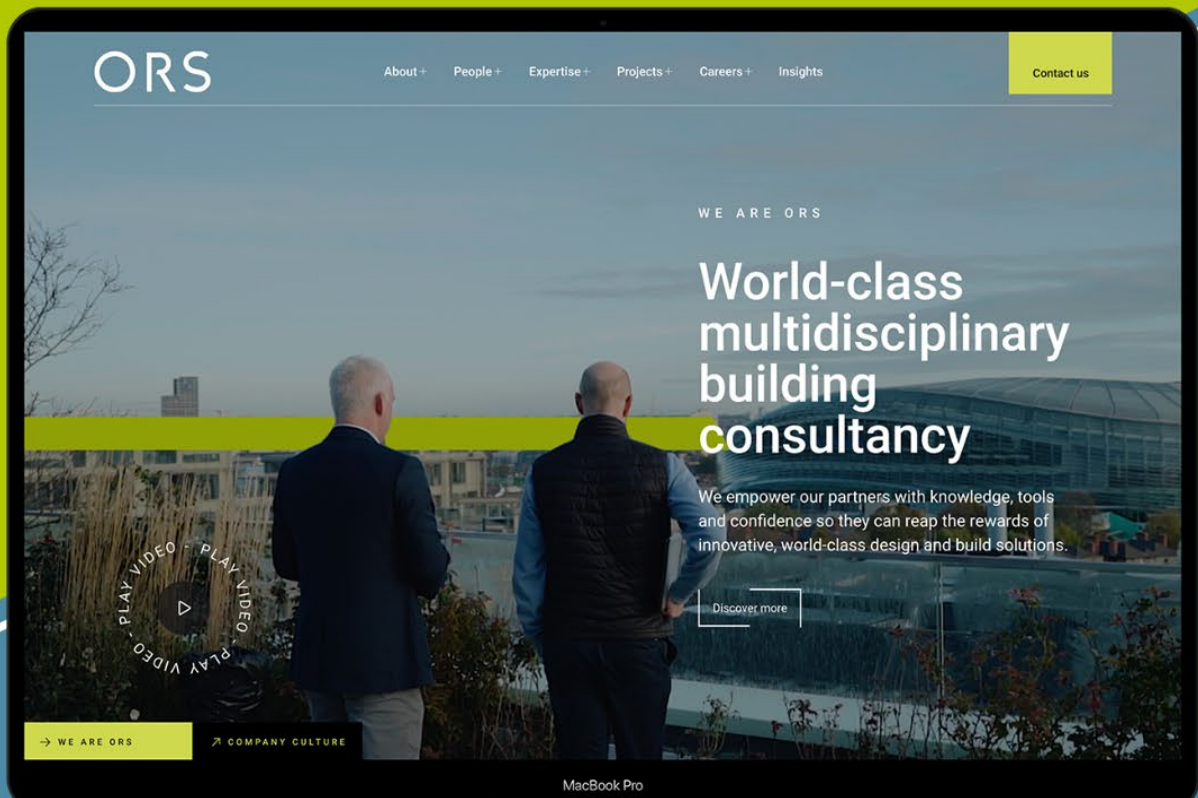 ORS
About+
People+
Expertise+
Projects+
Careers+
Insights
Contact us
WE ARE ORS
World-class
multidisciplinary
building
consultancy
We empower our partners with knowledge, tools
and confidence so they can reap the rewards of
innovative, world-class design and build solutions.
Discover more
PLAY VIDEO - PLAY VIDEO - PLAY VIDEO -
→ WE ARE ORS
↗ COMPANY CULTURE
MacBook Pro